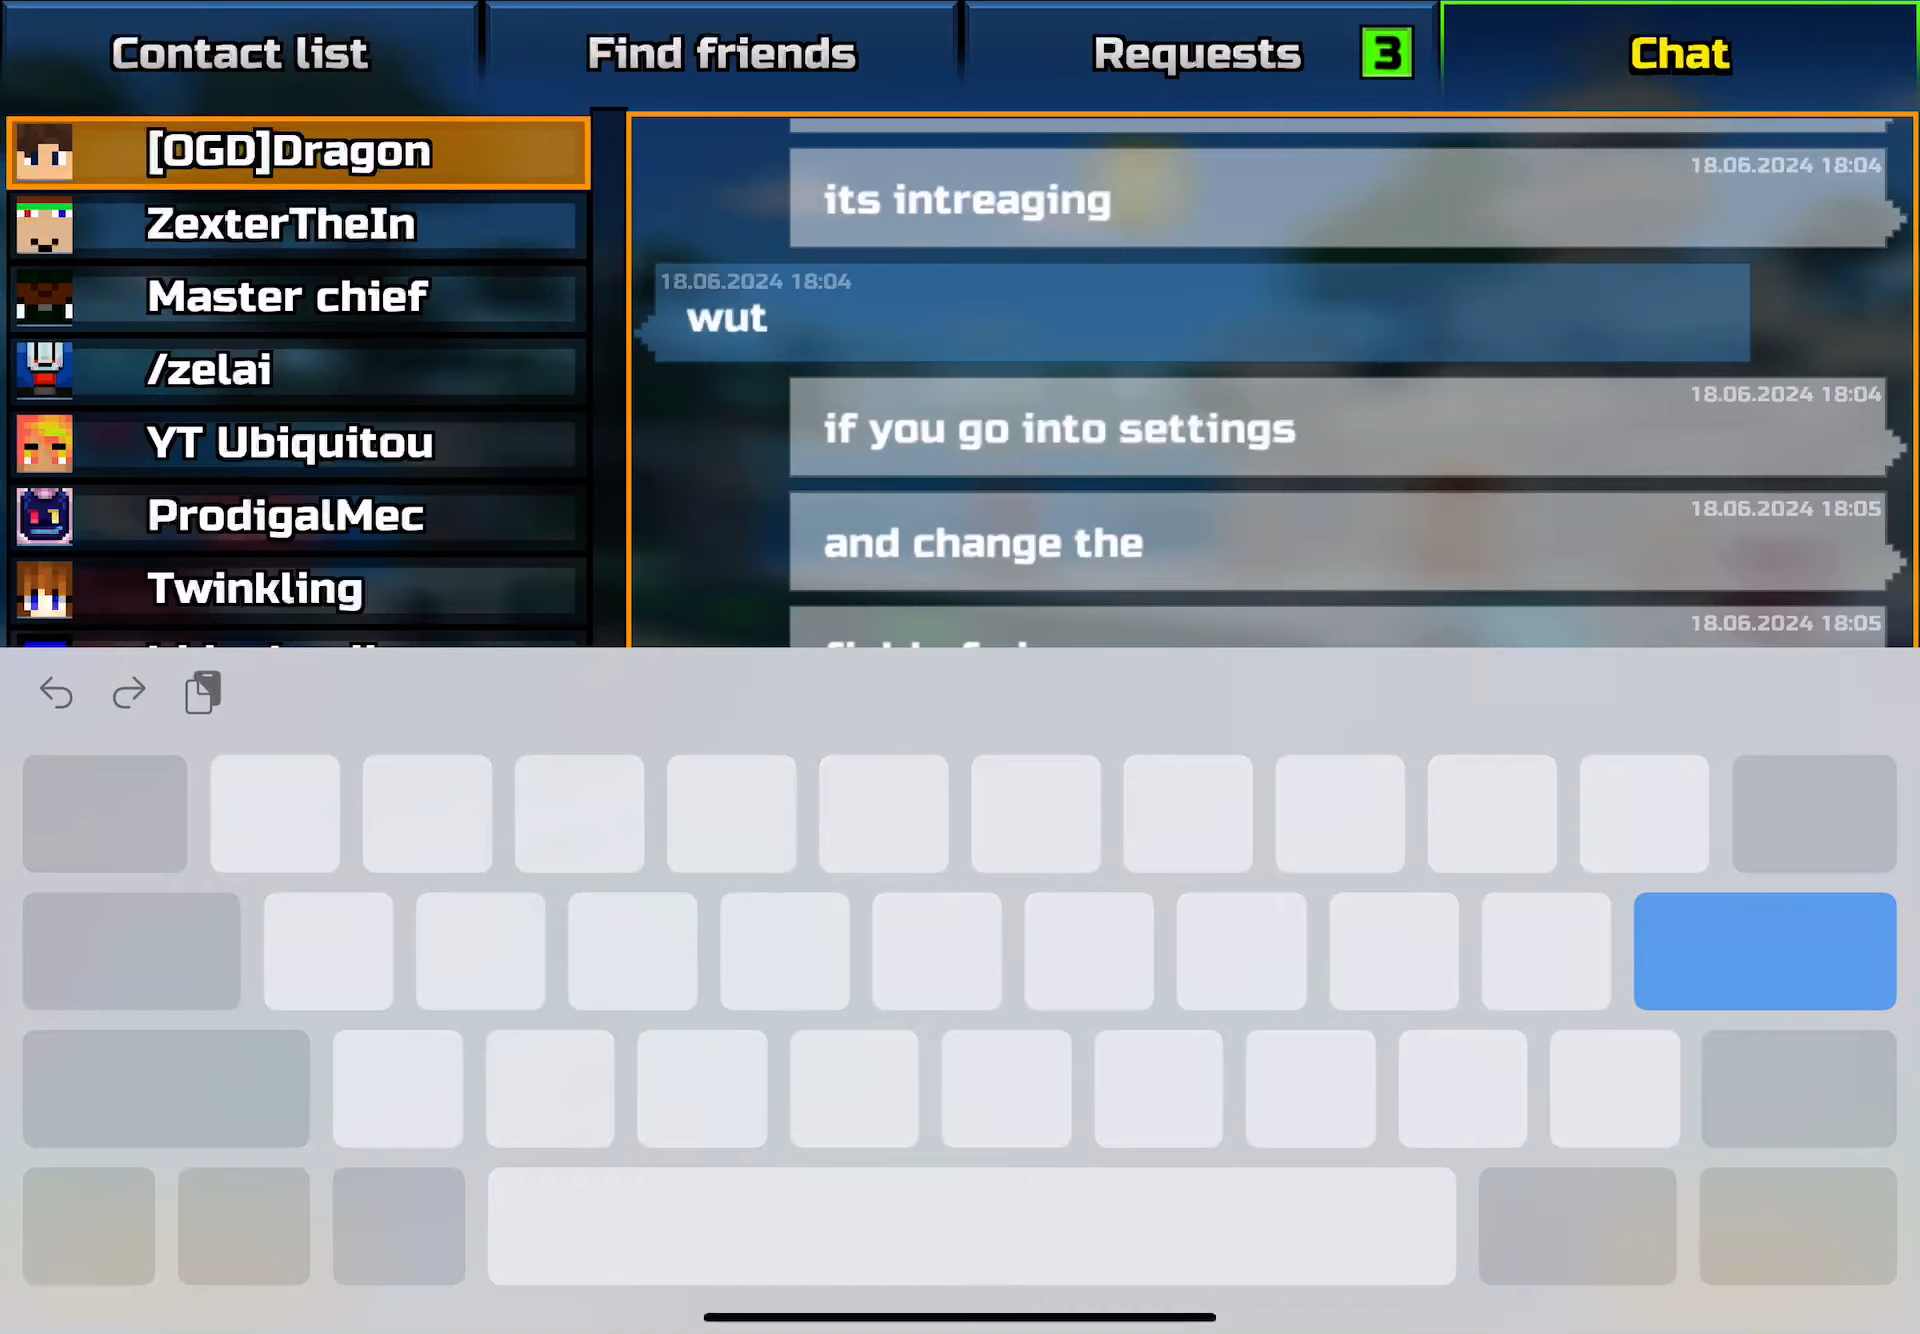 Contact list
Find friends
Requests
3
Chat
[OGD]Dragon
ZexterTheIn
Master chief
/zelai
YT Ubiquitou
ProdigalMec
Twinkling
18.06.2024 18:04
its intreaging
18.06.2024 18:04
wut
18.06.2024 18:04
if you go into settings
18.06.2024 18:05
and change the
18.06.2024 18:05